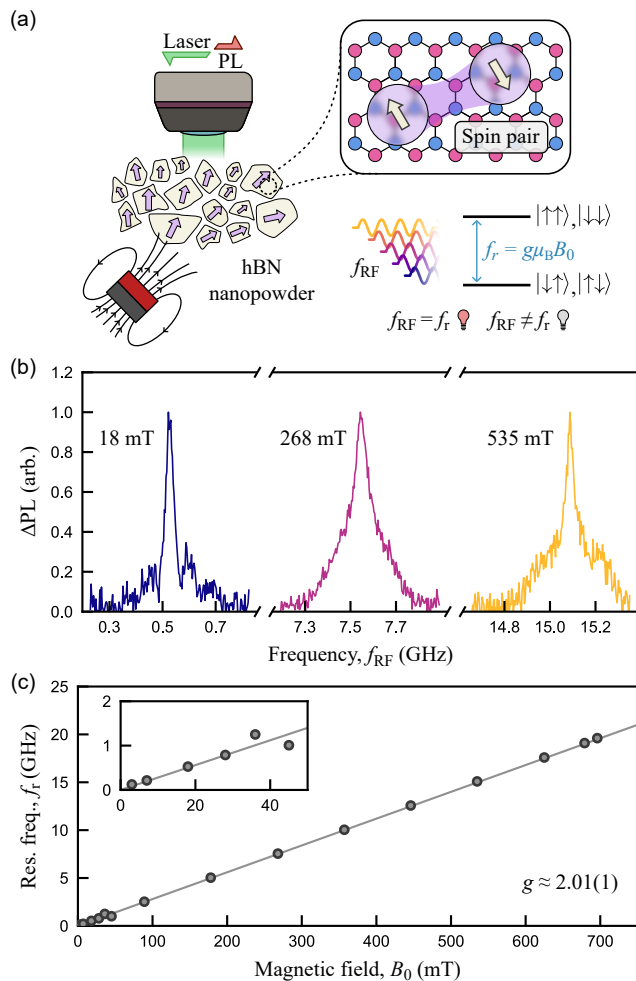 (a)
Laser
PL
Spin pair
hBN
nanopowder
f_RF
|↑↑⟩,|↓↓⟩
f_r = gμ_B B_0
|↓↑⟩,|↑↓⟩
f_RF = f_r
f_RF ≠ f_r
(b)
1.2
1.0
0.8
0.6
0.4
0.2
0.0
ΔPL (arb.)
18 mT
268 mT
535 mT
0.3 0.5 0.7
7.3 7.5 7.7
14.8 15.0 15.2
Frequency, f_RF (GHz)
(c)
25
20
15
10
5
0
Res. freq., f_r (GHz)
2
1
0
0 20 40
g ≈ 2.01(1)
0 100 200 300 400 500 600 700
Magnetic field, B_0 (mT)